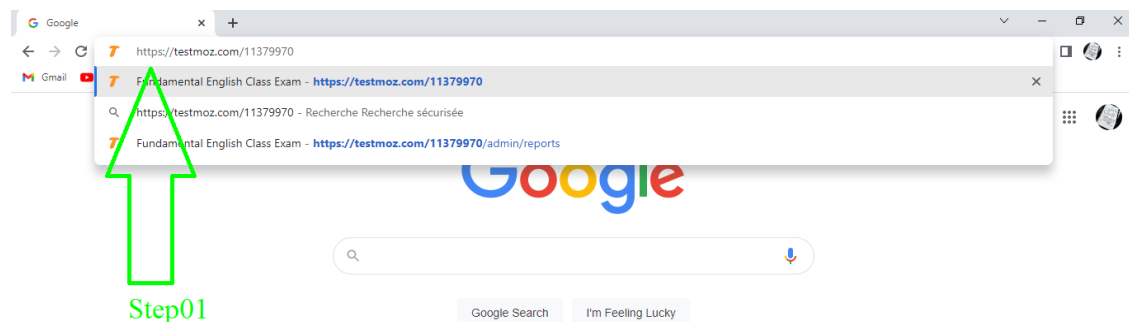 Google
https://testmoz.com/11379970
Gmail
Fundamental English Class Exam - https://testmoz.com/11379970
https://testmoz.com/11379970 - Recherche Recherche sécurisée
Fundamental English Class Exam - https://testmoz.com/11379970/admin/reports
Google
Step01
Google Search
I'm Feeling Lucky